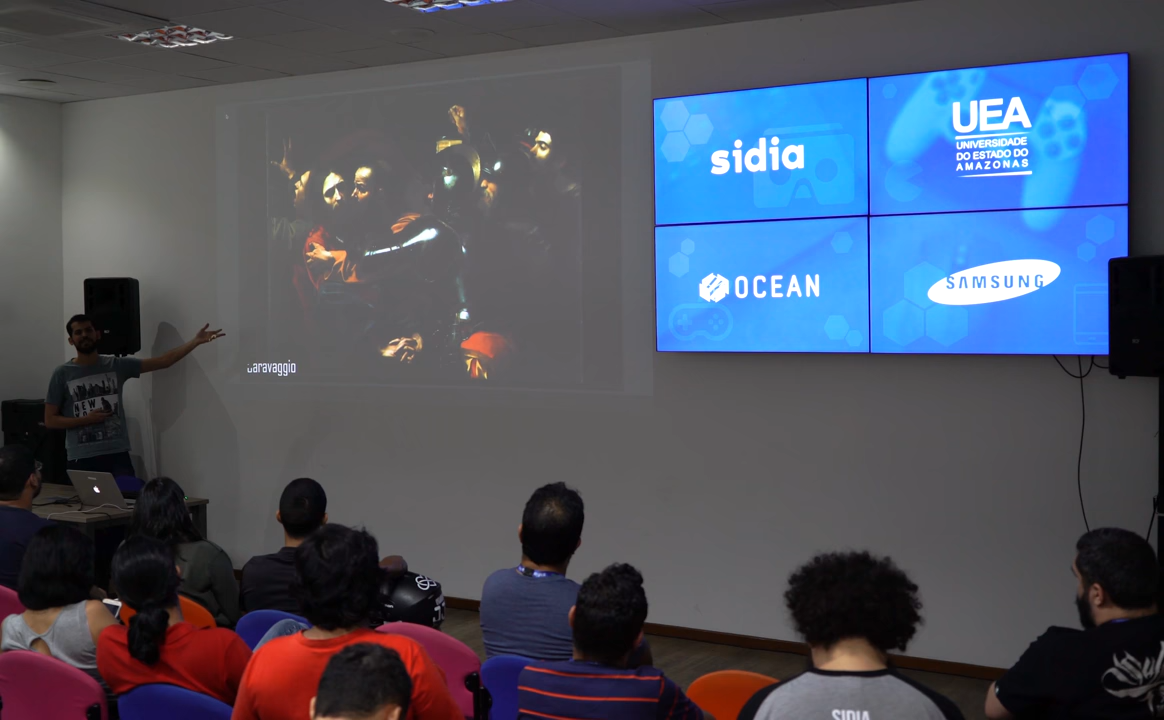 sidia
UEA
UNIVERSIDADE
DO ESTADO DO
AMAZONAS
OCEAN
SAMSUNG
caravaggio
NEW
SIDIA